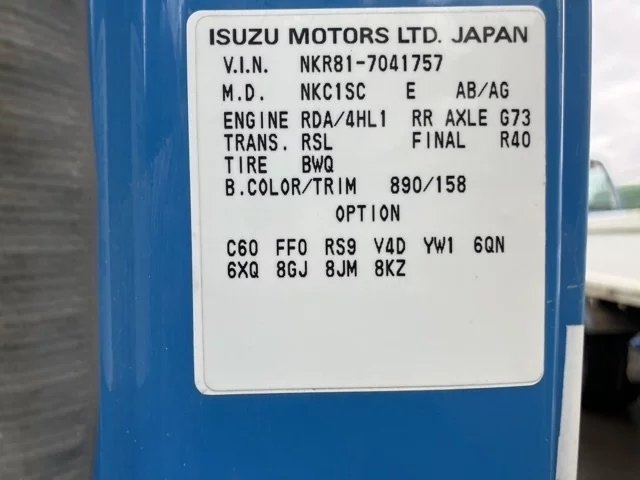 ISUZU MOTORS LTD. JAPAN
V.I.N. NKR81-7041757
M.D. NKC1SC E AB/AG
ENGINE RDA/4HL1 RR AXLE G73
TRANS. RSL FINAL R40
TIRE BWQ
B.COLOR/TRIM 890/158
OPTION
C60 FF0 RS9 V4D YW1 6QN
6XQ 8GJ 8JM 8KZ